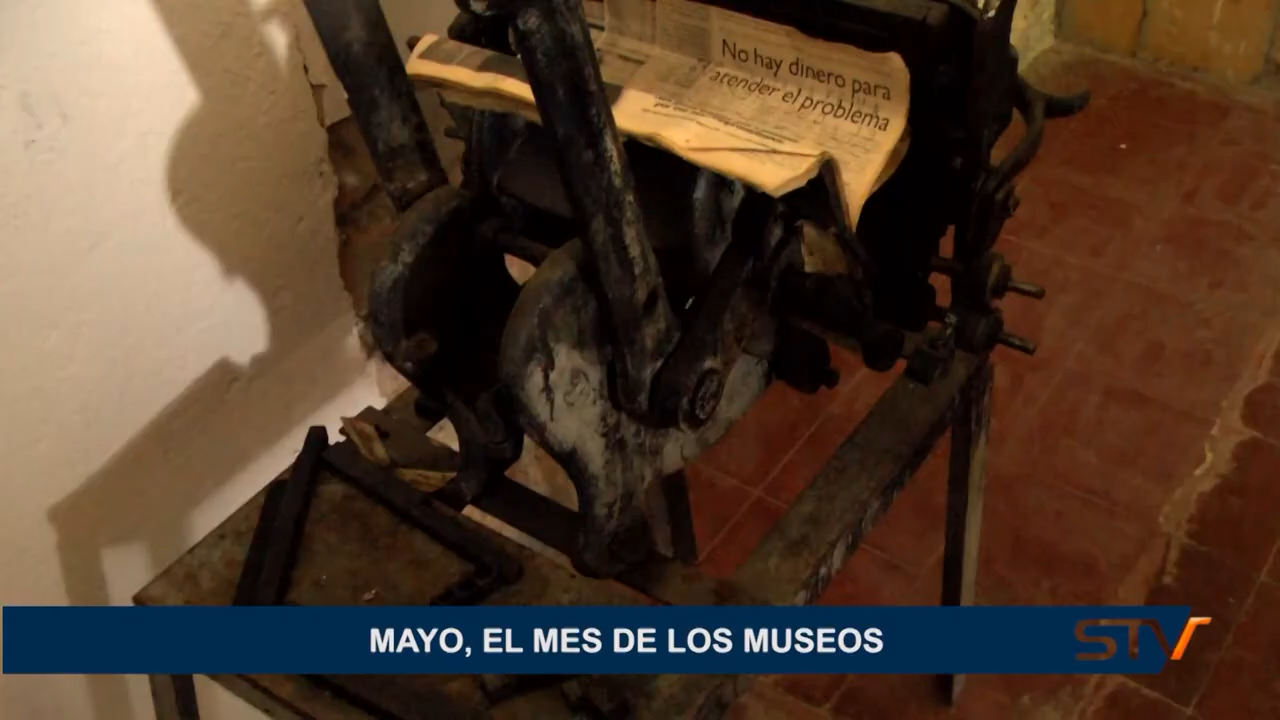 No hay dinero para
atender el problema
MAYO, EL MES DE LOS MUSEOS
STV